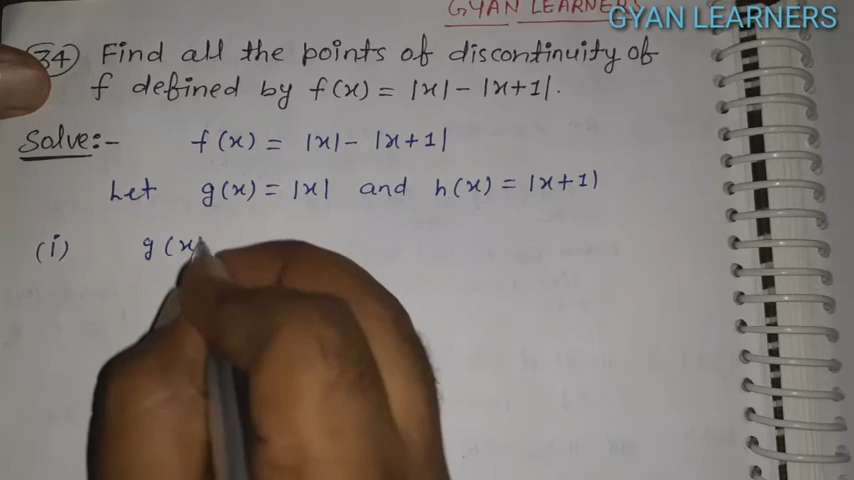 GYAN LEARNERS
GYAN LEARNERS
34) Find all the points of discontinuity of
f defined by f(x) = |x| - |x+1|.
Solve:- f(x) = |x| - |x+1|
Let g(x) = |x| and h(x) = |x+1|
(i) g(x)